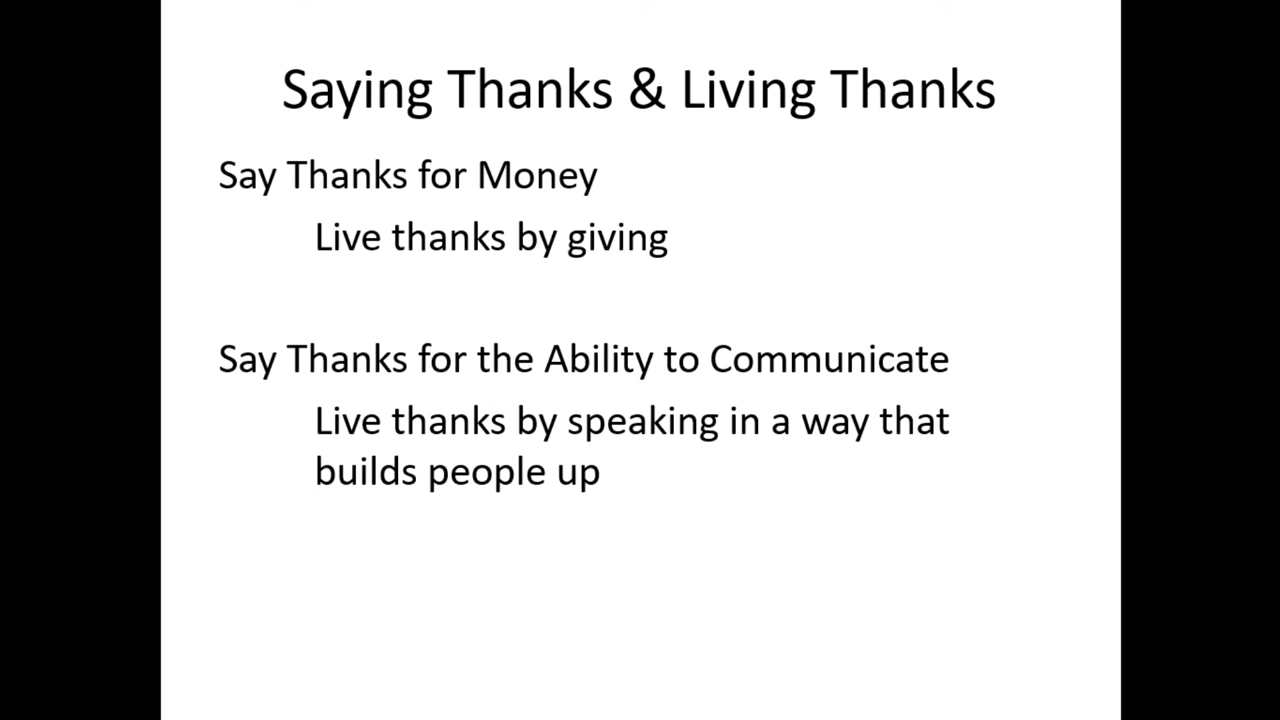 Saying Thanks & Living Thanks
Say Thanks for Money
Live thanks by giving
Say Thanks for the Ability to Communicate
Live thanks by speaking in a way that
builds people up